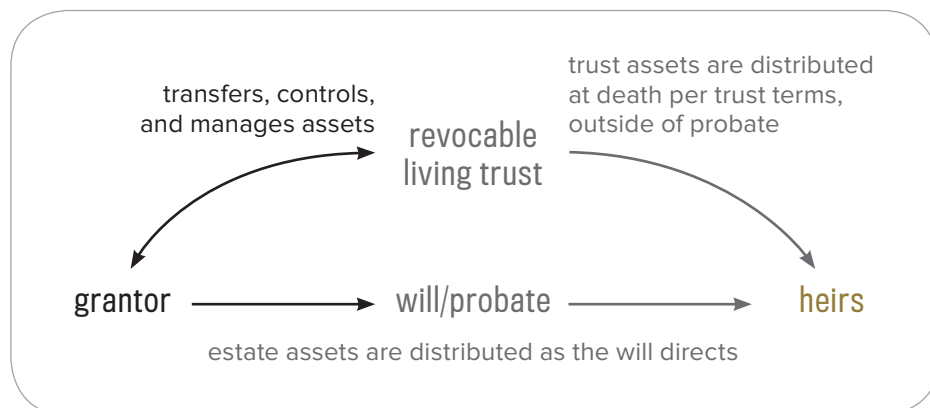 transfers, controls,
and manages assets
trust assets are distributed
at death per trust terms,
outside of probate
revocable
living trust
grantor
will/probate
heirs
estate assets are distributed as the will directs